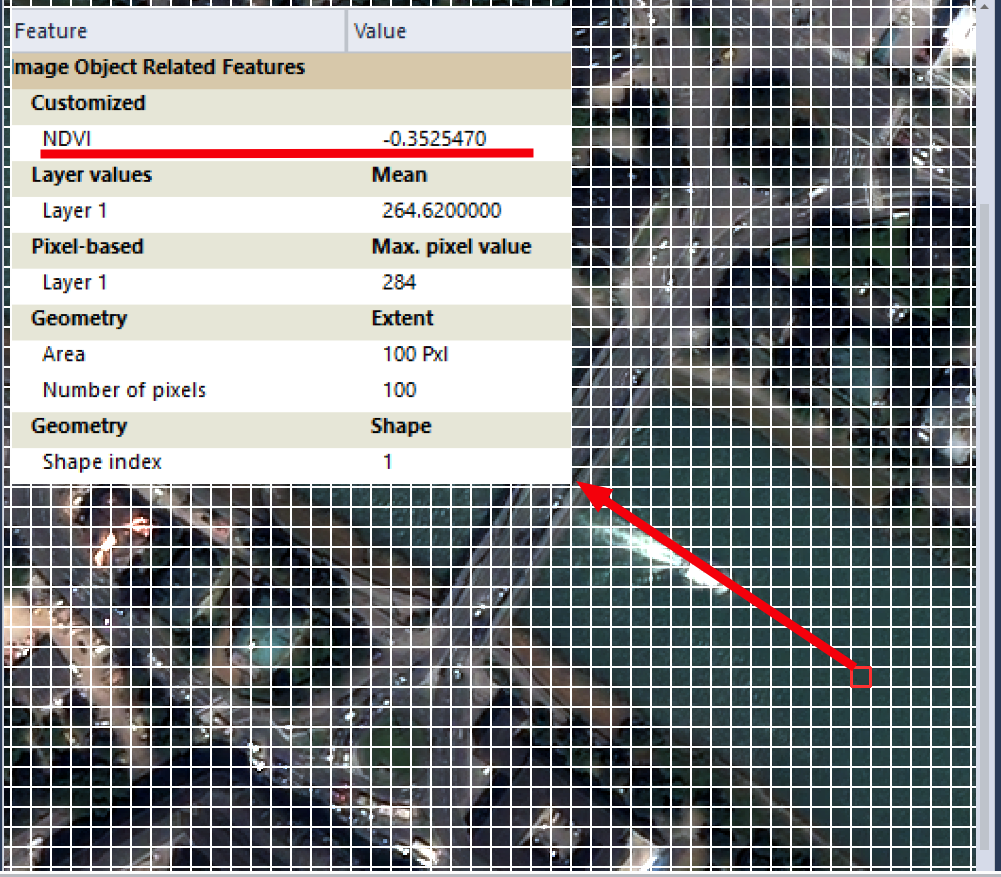 Feature Value
mage Object Related Features
Customized
NDVI -0.3525470
Layer values Mean
Layer 1 264.6200000
Pixel-based Max. pixel value
Layer 1 284
Geometry Extent
Area 100 Pxl
Number of pixels 100
Geometry Shape
Shape index 1